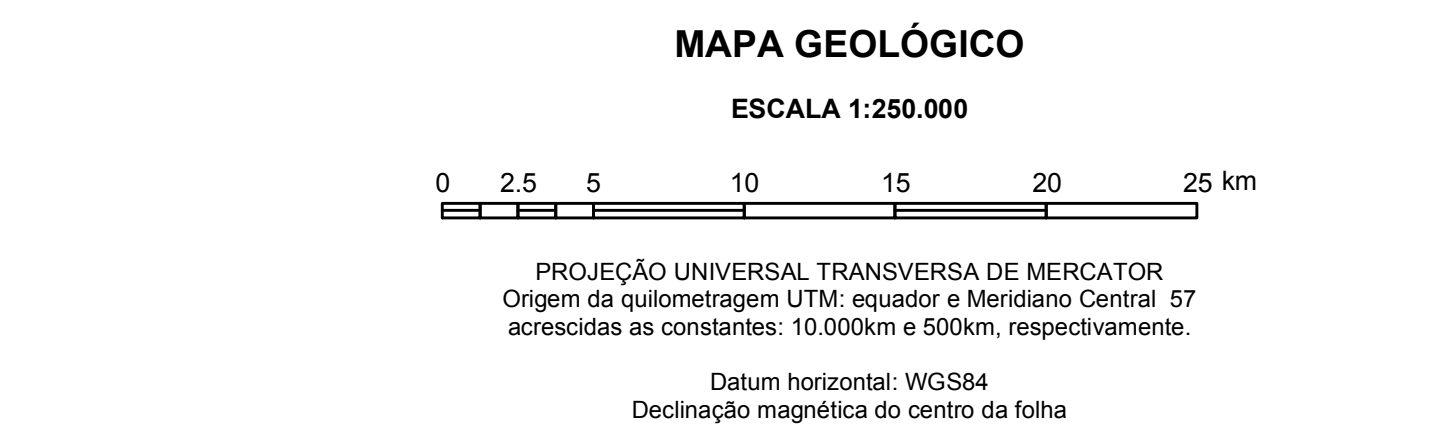 MAPA GEOLÓGICO
ESCALA 1:250.000
0 2.5 5 10 15 20 25 km
PROJEÇÃO UNIVERSAL TRANSVERSA DE MERCATOR
Origem da quilometragem UTM: equador e Meridiano Central 57
acrescidas as constantes: 10.000km e 500km, respectivamente.
Datum horizontal: WGS84
Declinação magnética do centro da folha